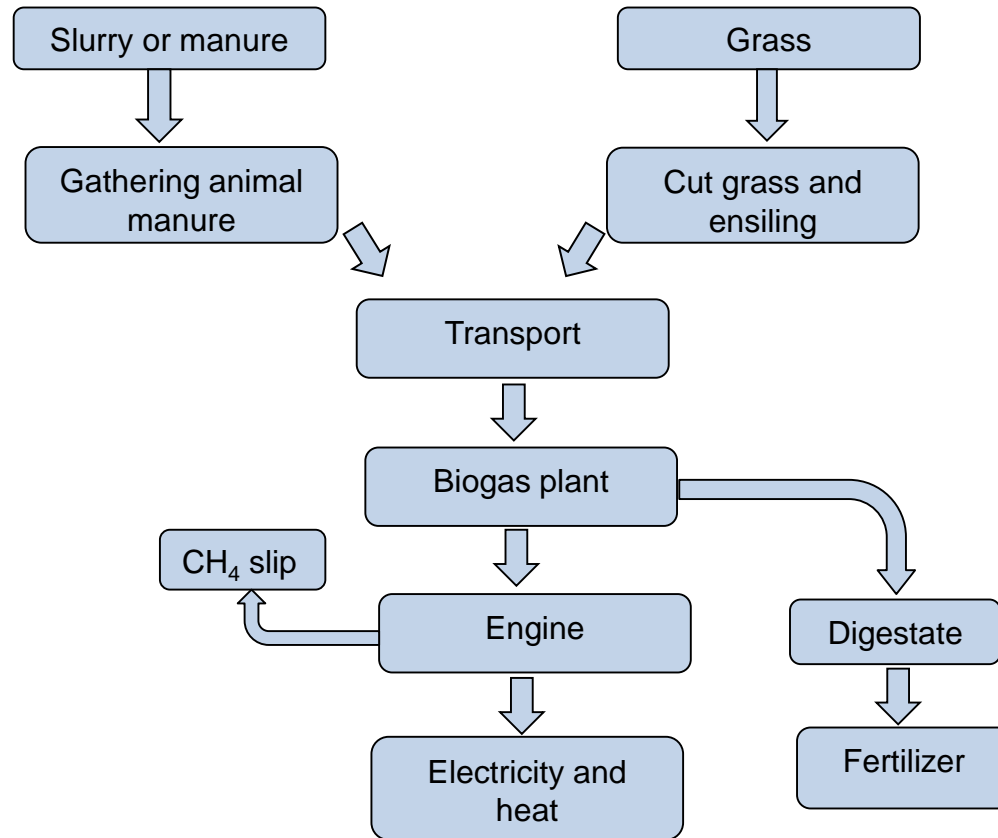 Slurry or manure
Grass
Gathering animal
manure
Cut grass and
ensiling
Transport
Biogas plant
CH₄ slip
Engine
Digestate
Electricity and
heat
Fertilizer